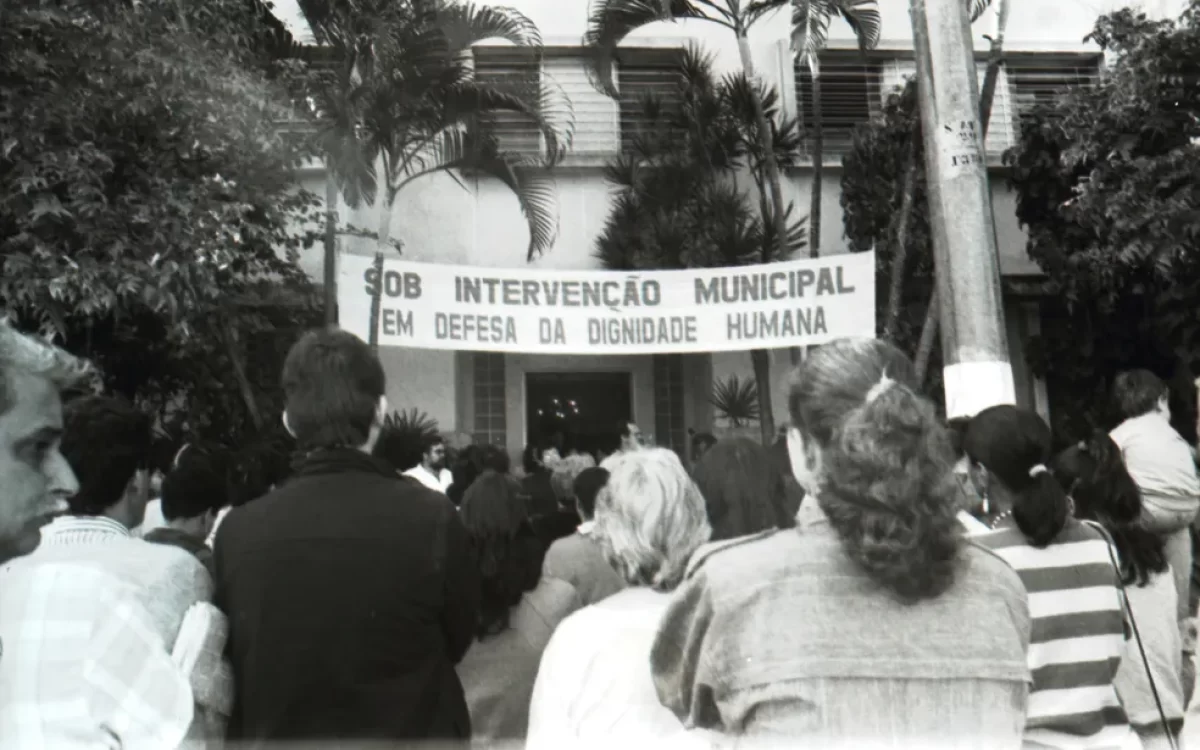 SOB INTERVENÇÃO MUNICIPAL
EM DEFESA DA DIGNIDADE HUMANA